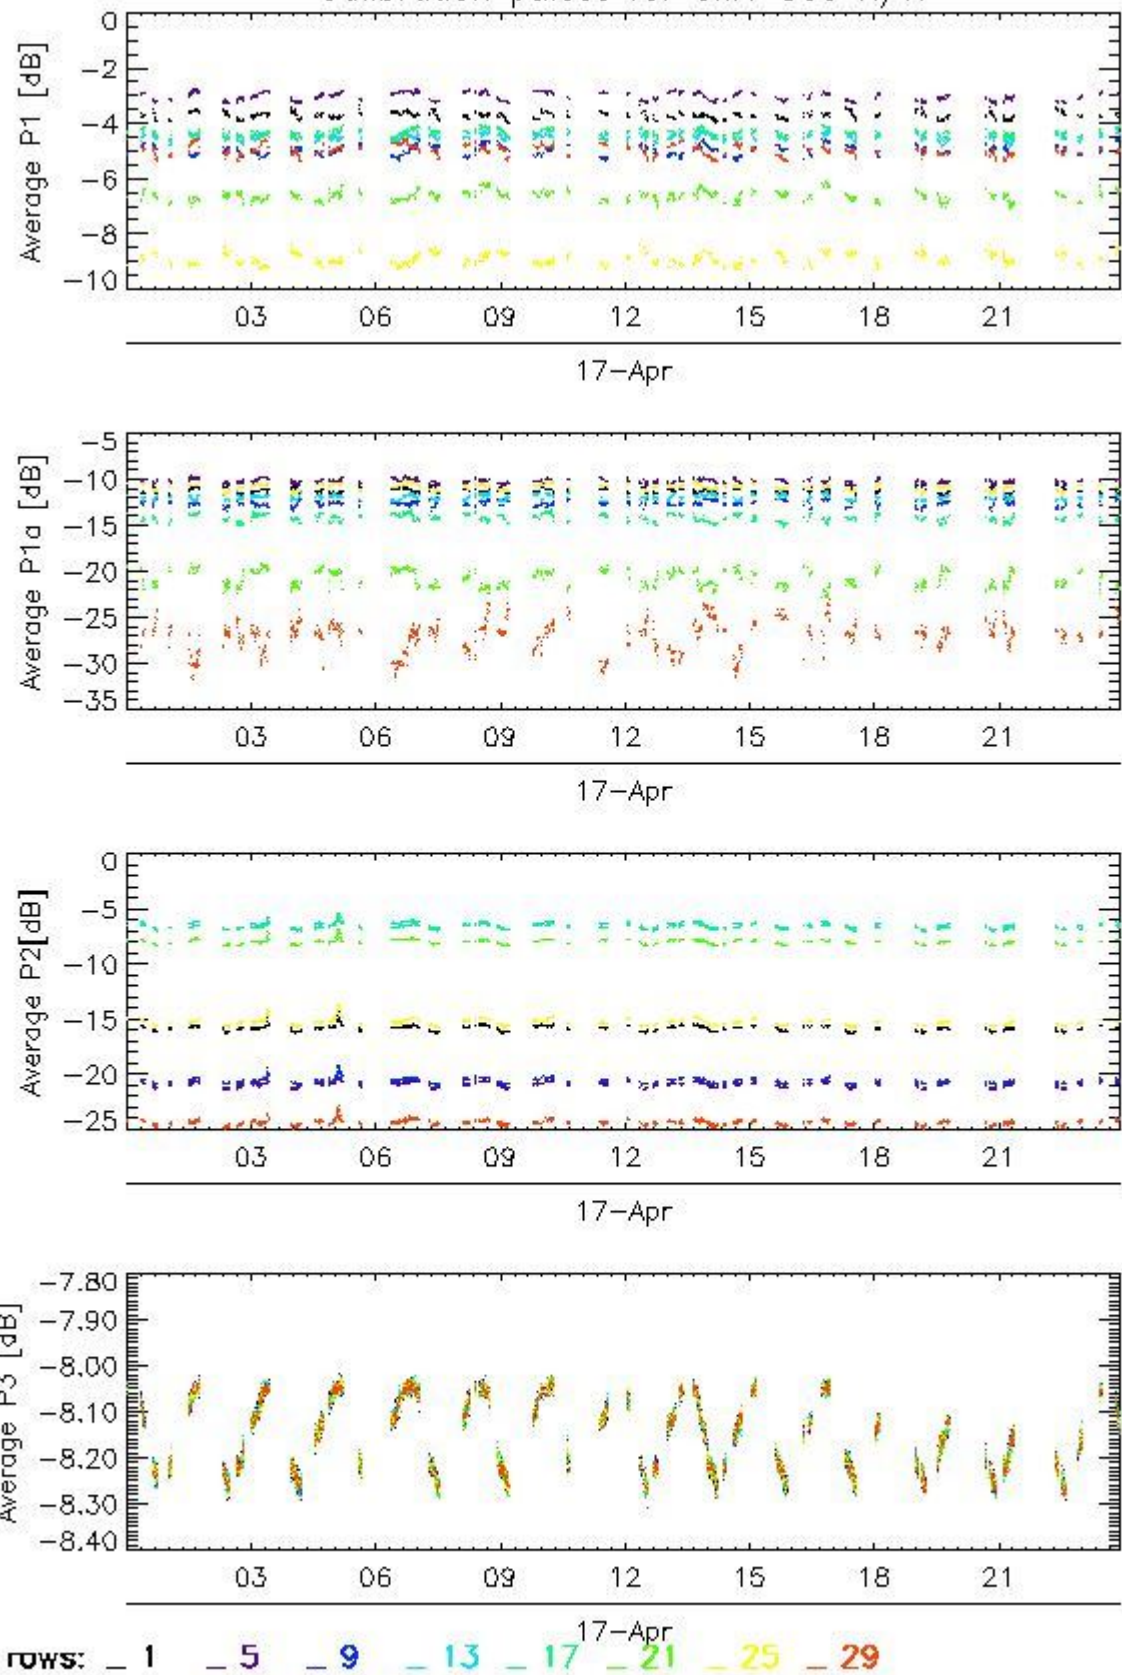 Average P1 [dB]
0
-2
-4
-6
-8
-10
03 06 09 12 15 18 21
17-Apr
Average P1a [dB]
-5
-10
-15
-20
-25
-30
-35
03 06 09 12 15 18 21
17-Apr
Average P2[dB]
0
-5
-10
-15
-20
-25
03 06 09 12 15 18 21
17-Apr
Average P3 [dB]
-7.80
-7.90
-8.00
-8.10
-8.20
-8.30
-8.40
03 06 09 12 15 18 21
17-Apr
rows: _ 1 _ 5 _ 9 _ 13 _ 17 _ 21 _ 25 _ 29